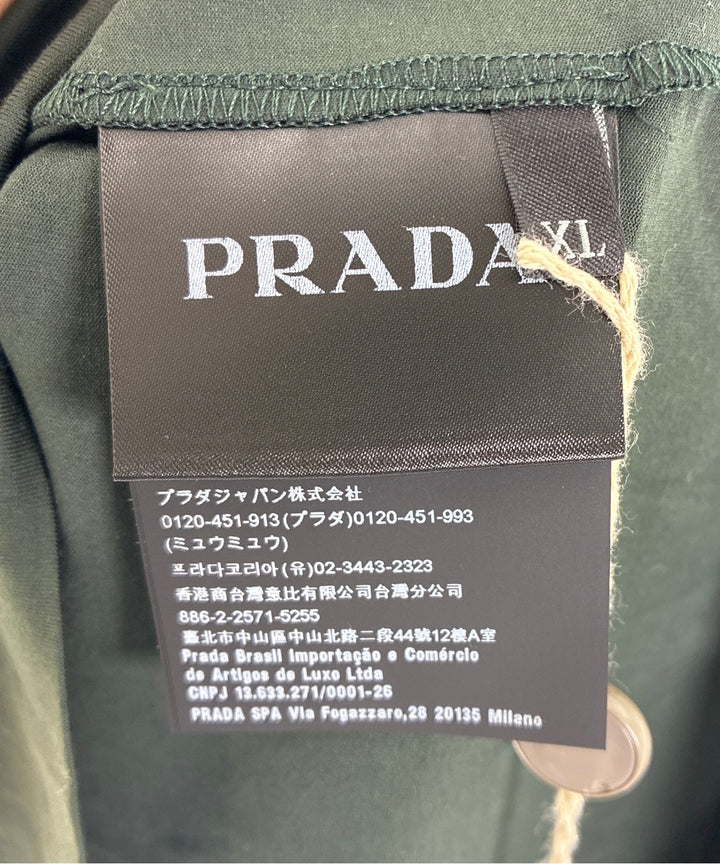 PRADA
XL
プラダジャパン株式会社
0120-451-913(プラダ)0120-451-993
(ミュウミュウ)
프라다코리아(유)02-3443-2323
香港商台灣意比有限公司台灣分公司
886-2-2571-5255
臺北市中山區中山北路二段44號12樓A室
Prada Brasil Importação e Comércio
de Artigos de Luxo Ltda
CNPJ 13.633.271/0001-26
PRADA SPA Via Fogazzaro,28 20135 Milano